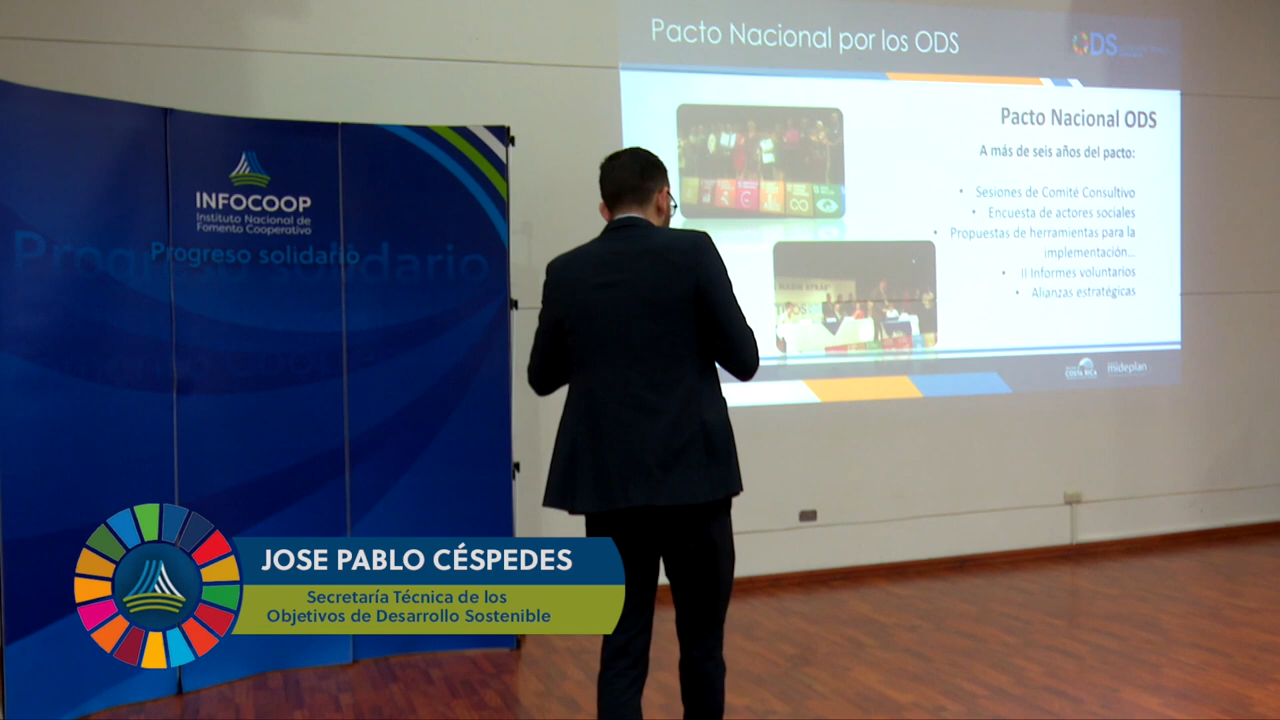 Pacto Nacional por los ODS
ODS
Pacto Nacional ODS
A más de seis años del pacto:
• Sesiones de Comité Consultivo
• Encuesta de actores sociales
• Propuestas de herramientas para la
implementación...
• II Informes voluntarios
• Alianzas estratégicas
COSTA RICA
mideplan
INFOCOOP
Instituto Nacional de
Fomento Cooperativo
Progreso solidario
Progreso solidario
JOSE PABLO CÉSPEDES
Secretaría Técnica de los
Objetivos de Desarrollo Sostenible